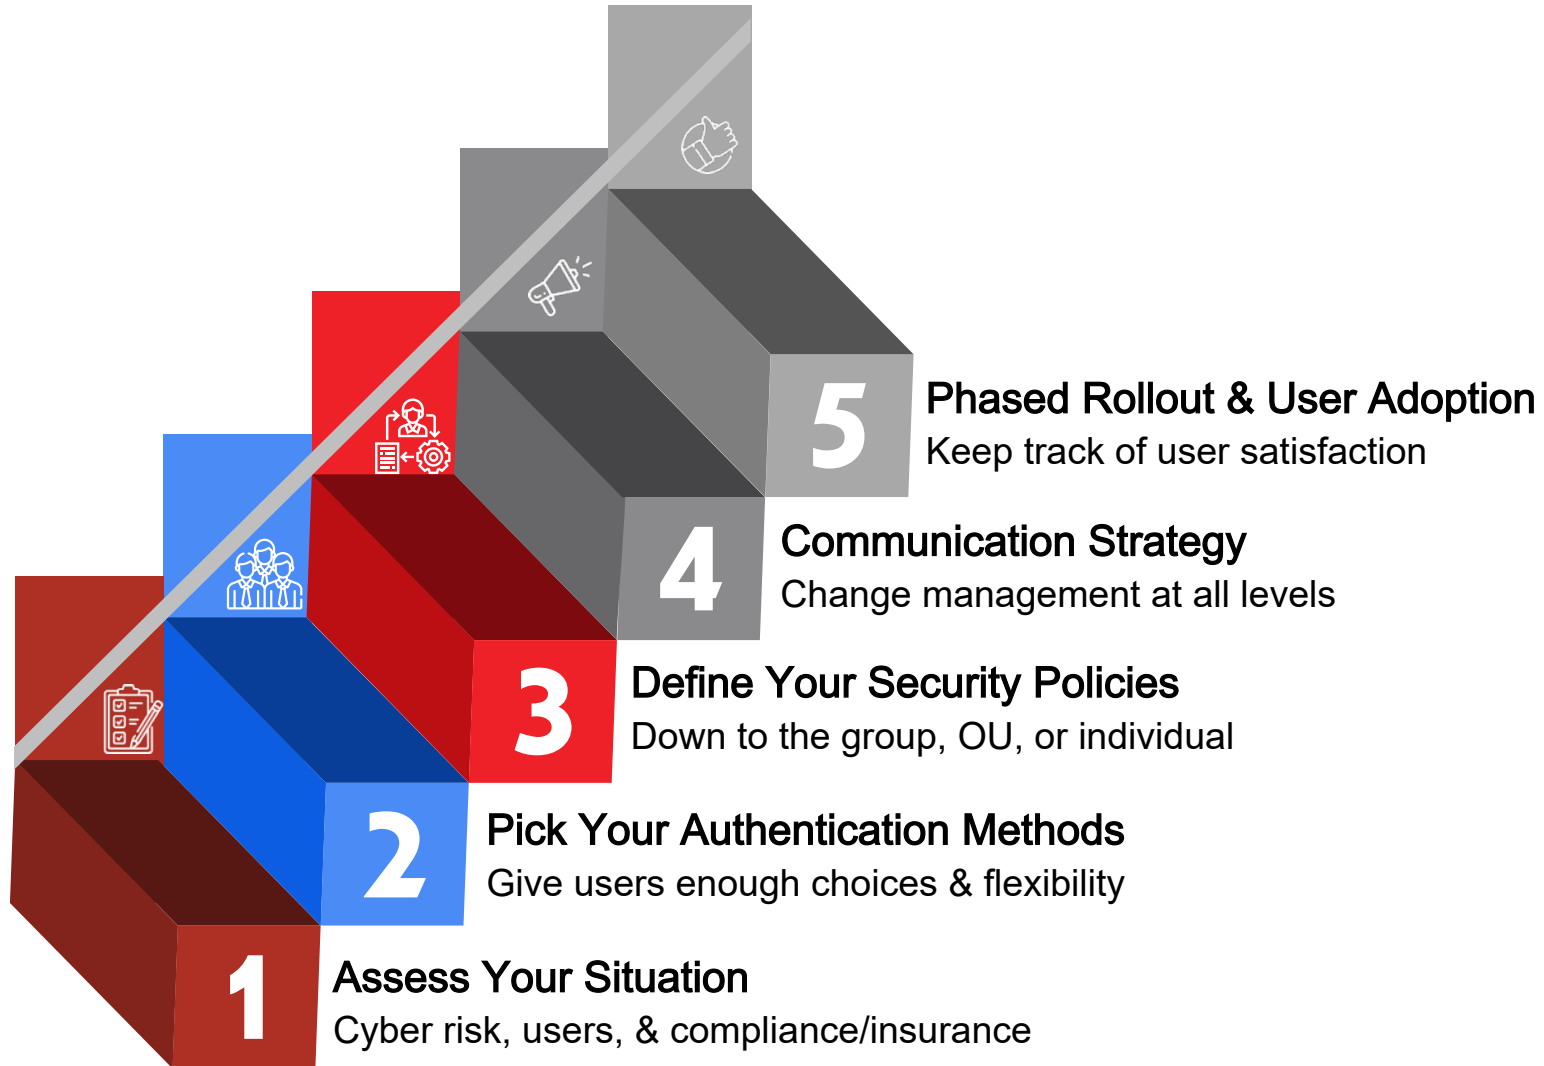 5
Phased Rollout & User Adoption
Keep track of user satisfaction
4
Communication Strategy
Change management at all levels
3
Define Your Security Policies
Down to the group, OU, or individual
2
Pick Your Authentication Methods
Give users enough choices & flexibility
1
Assess Your Situation
Cyber risk, users, & compliance/insurance